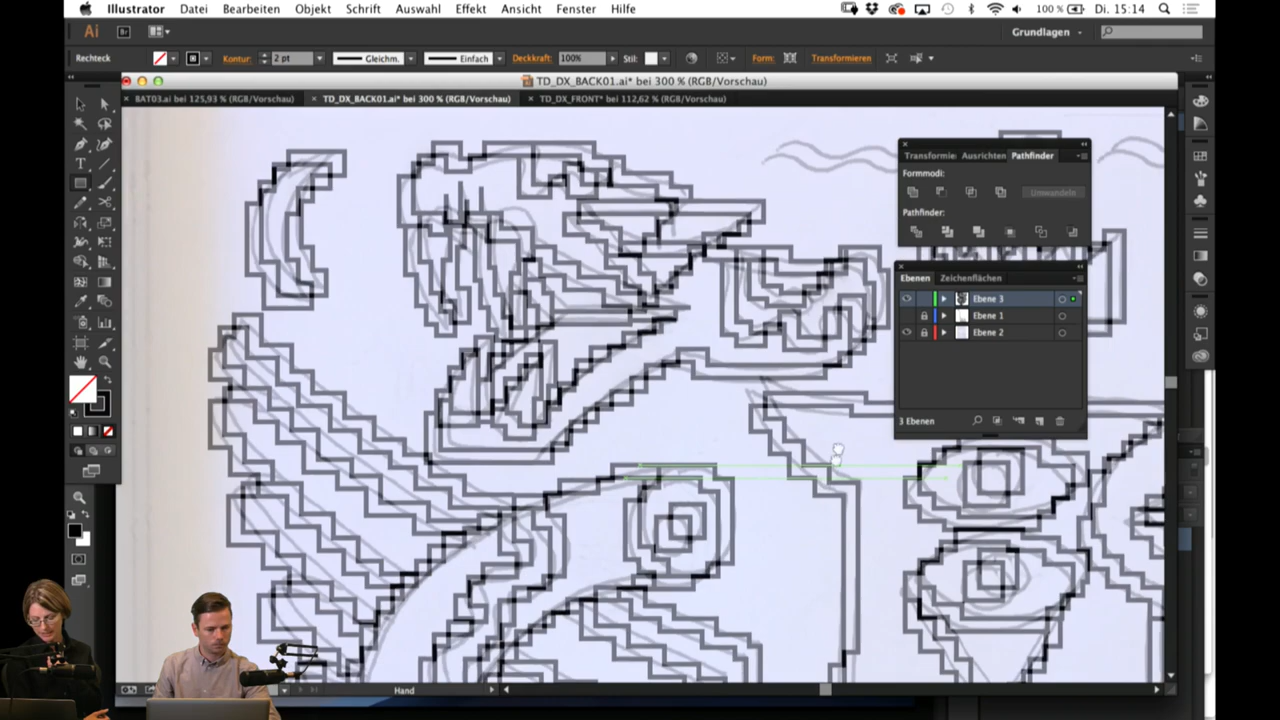 Illustrator Datei Bearbeiten Objekt Schrift Auswahl Effekt Ansicht Fenster Hilfe 100 % Di. 15:14
Ai Br Grundlagen
Rechteck Kontur: 2 pt Gleichm. Einfach Deckkraft: 100% Stil: Form: Transformieren
TD_DX_BACK01.ai* bei 300 % (RGB/Vorschau)
× BAT03.ai bei 125,93 % (RGB/Vorschau) × TD_DX_BACK01.ai* bei 300 % (RGB/Vorschau) × TD_DX_FRONT* bei 112,62 % (RGB/Vorschau)
Transformie Ausrichten Pathfinder
Formmodi:
Umwandeln
Pathfinder:
Ebenen Zeichenflächen
Ebene 3
Ebene 1
Ebene 2
3 Ebenen
Hand